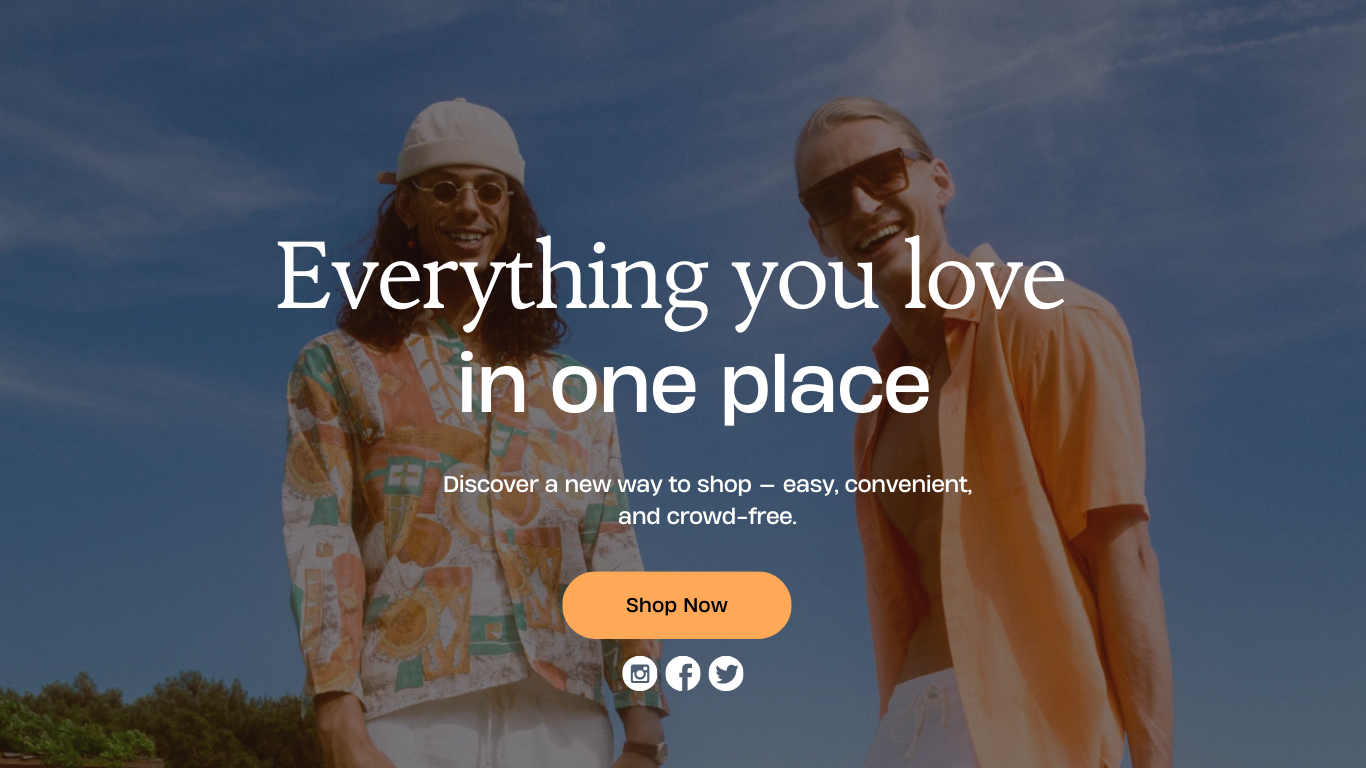 Everything you love
in one place
Discover a new way to shop – easy, convenient,
and crowd-free.
Shop Now